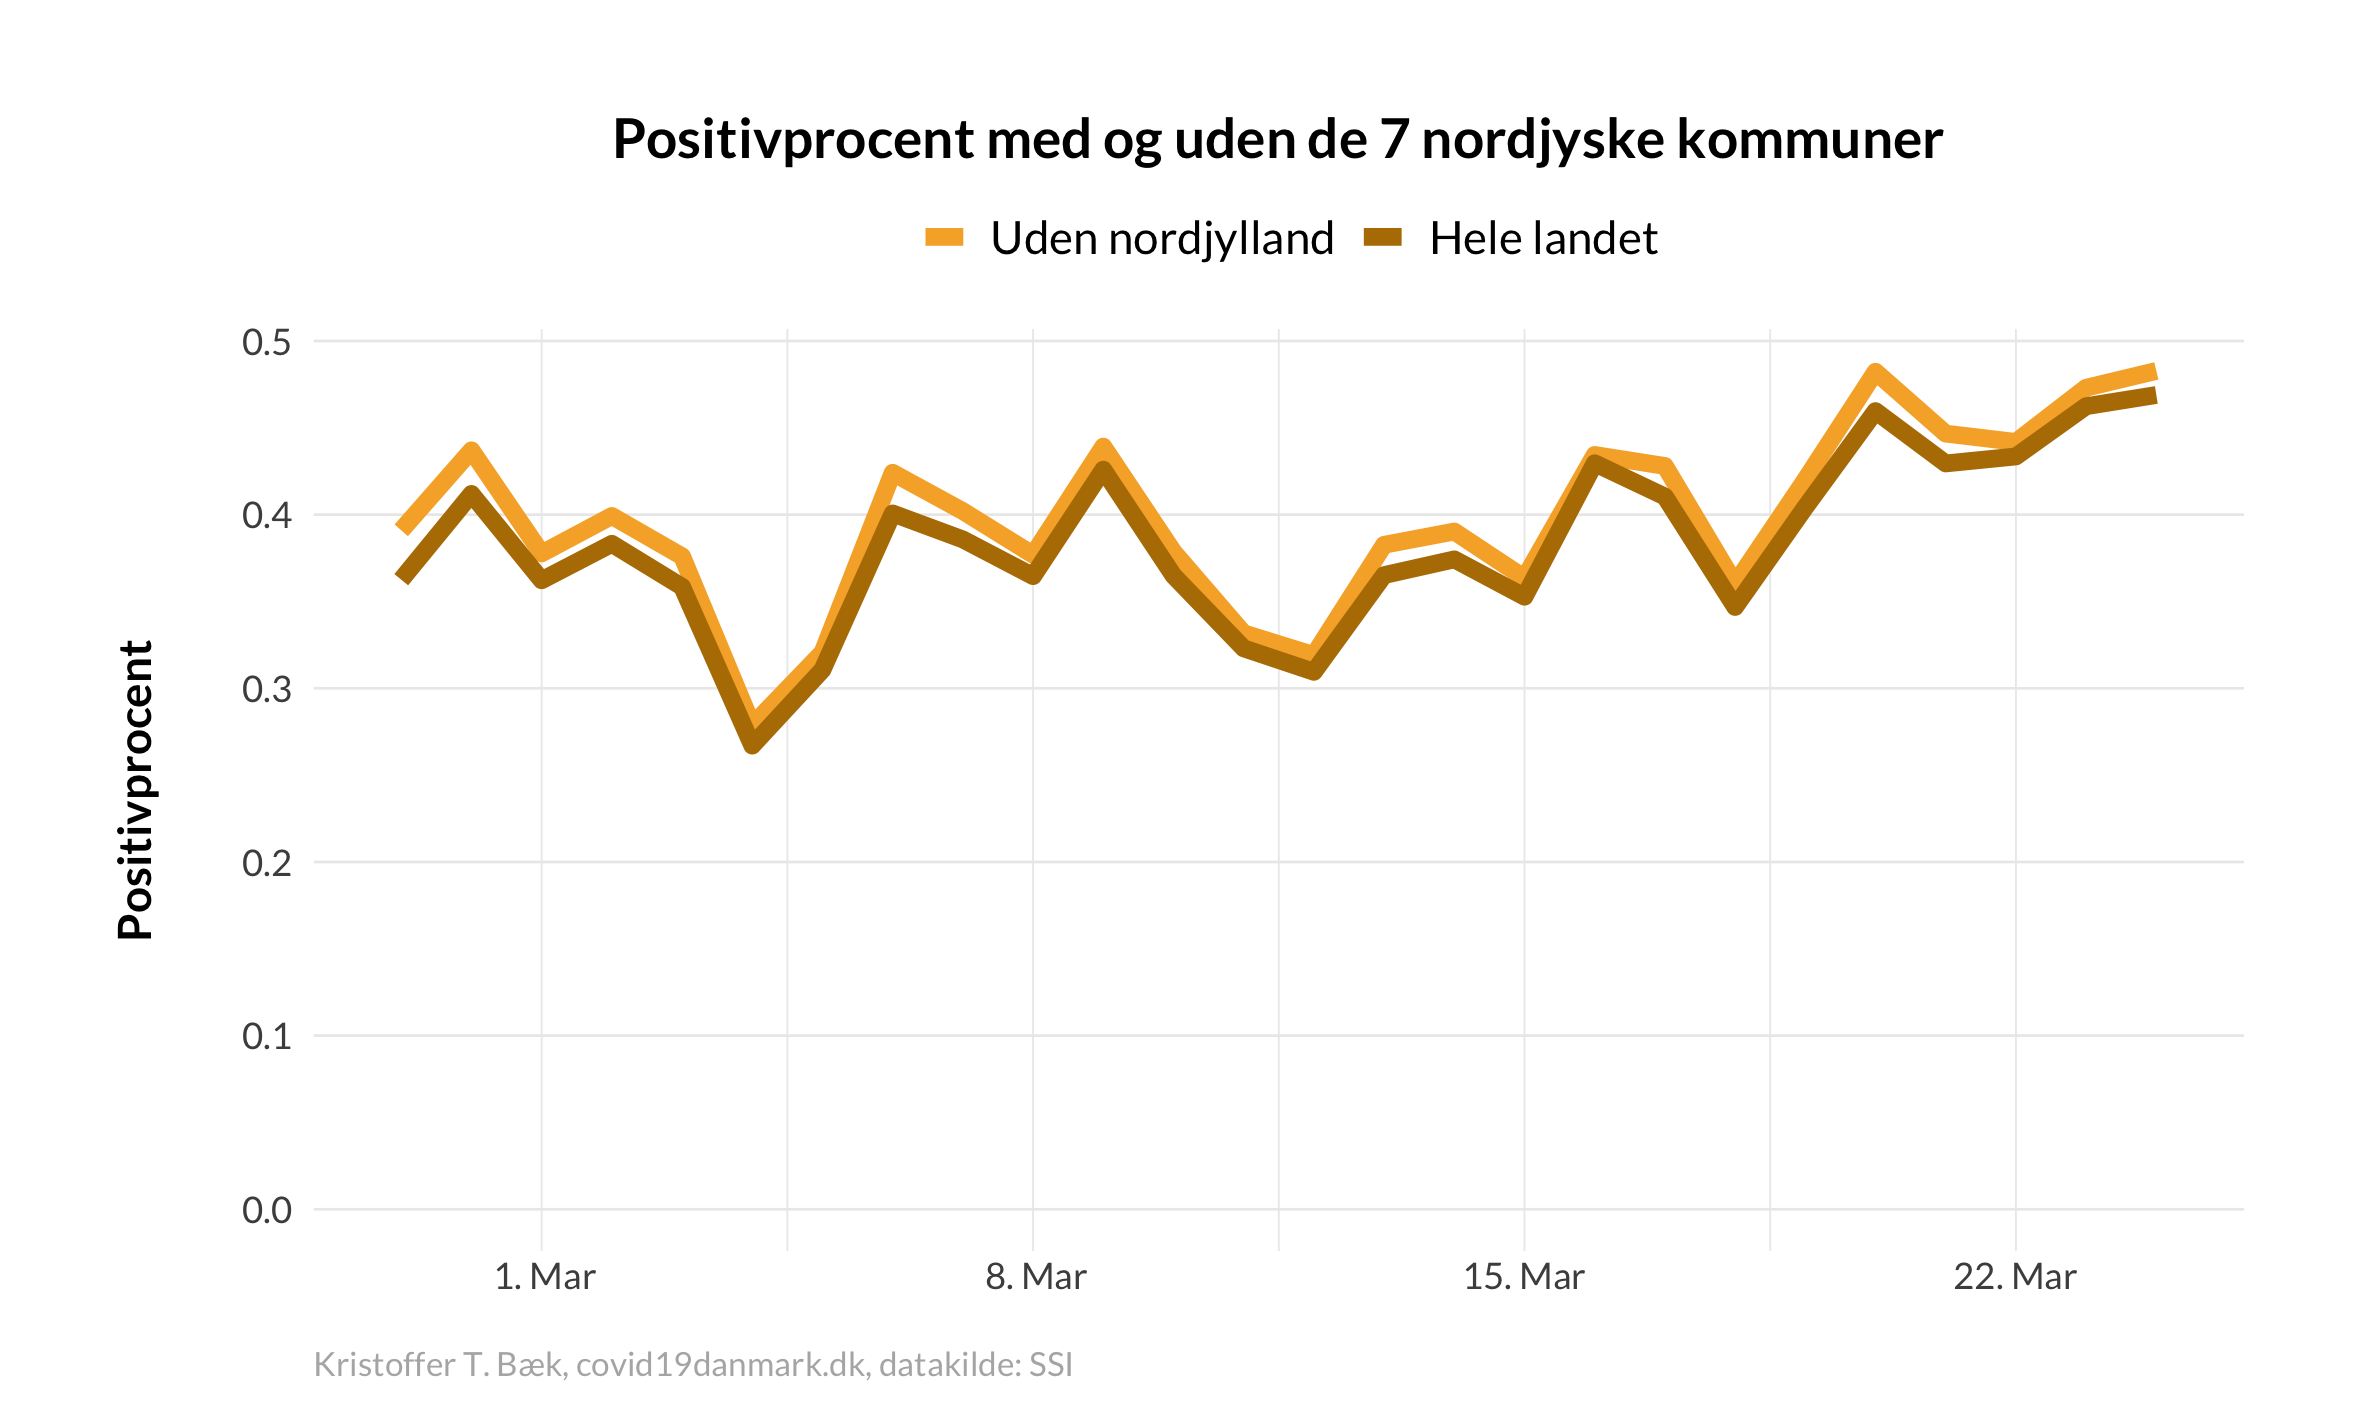 Positivprocent med og uden de 7 nordjyske kommuner
Uden nordjylland Hele landet
Positivprocent
0.5
0.4
0.3
0.2
0.1
0.0
1. Mar 8. Mar 15. Mar 22. Mar
Kristoffer T. Bæk, covid19danmark.dk, datakilde: SSI